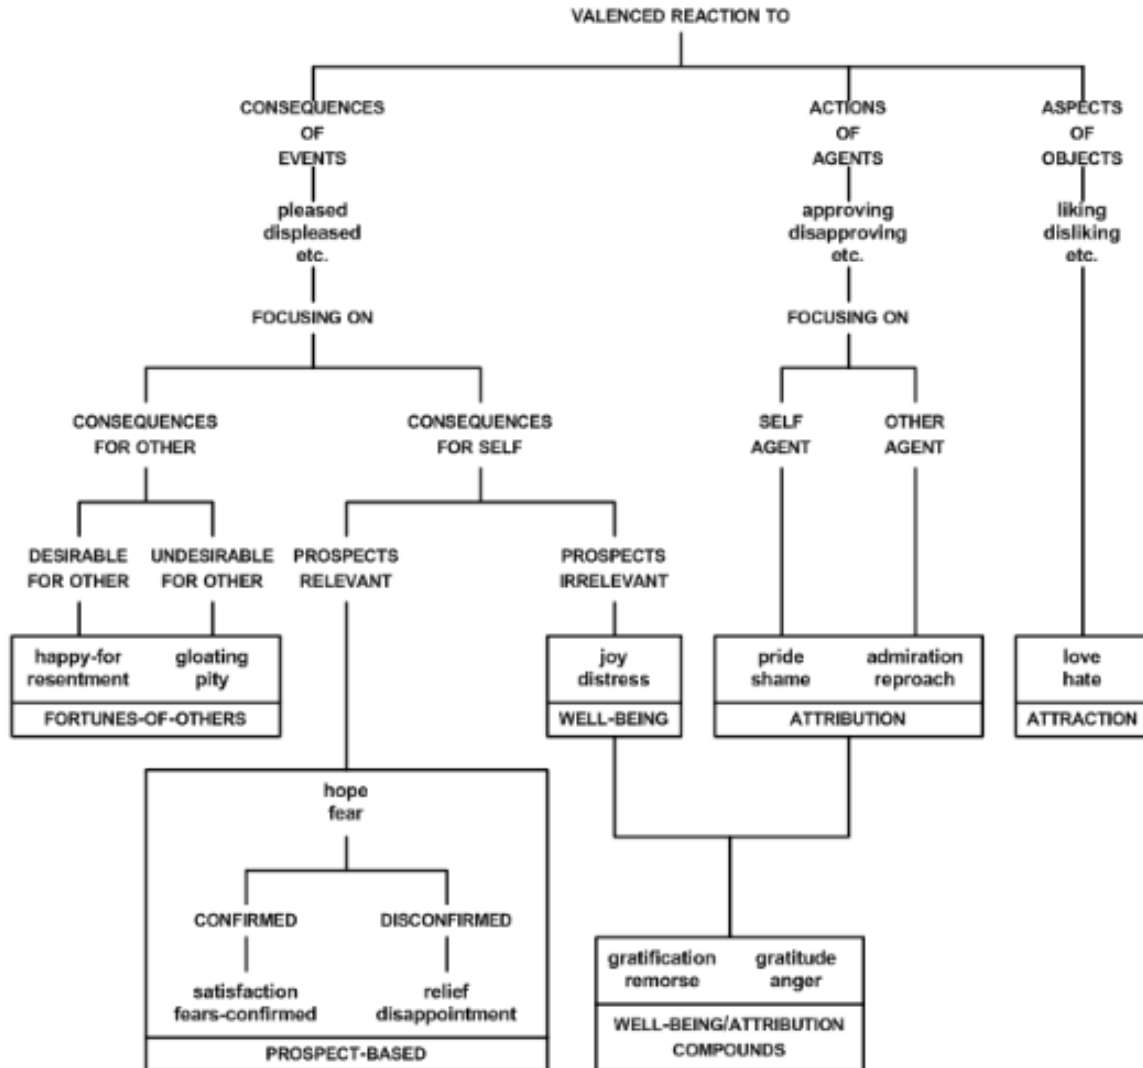 VALENCED REACTION TO
CONSEQUENCES
OF
EVENTS
pleased
displeased
etc.
FOCUSING ON
ACTIONS
OF
AGENTS
approving
disapproving
etc.
FOCUSING ON
ASPECTS
OF
OBJECTS
liking
disliking
etc.
CONSEQUENCES
FOR OTHER
CONSEQUENCES
FOR SELF
SELF
AGENT
OTHER
AGENT
DESIRABLE
FOR OTHER
UNDESIRABLE
FOR OTHER
PROSPECTS
RELEVANT
PROSPECTS
IRRELEVANT
happy-for
resentment
gloating
pity
FORTUNES-OF-OTHERS
joy
distress
WELL-BEING
pride
shame
admiration
reproach
ATTRIBUTION
love
hate
ATTRACTION
hope
fear
CONFIRMED
DISCONFIRMED
satisfaction
fears-confirmed
relief
disappointment
PROSPECT-BASED
gratification
remorse
gratitude
anger
WELL-BEING/ATTRIBUTION
COMPOUNDS